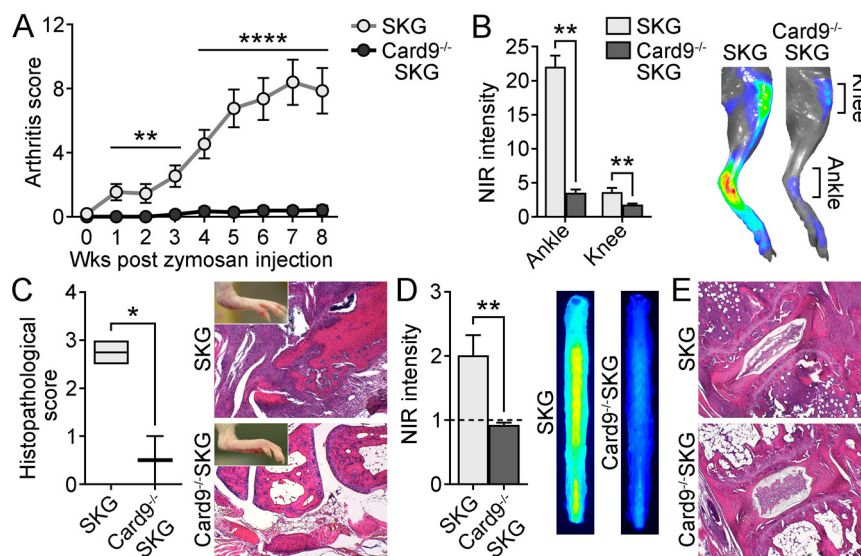 A
SKG
Card9-/-
SKG
****
**
Arthritis score
12
8
4
0
0 1 2 3 4 5 6 7 8
Wks post zymosan injection
B
SKG
Card9-/-
SKG
**
**
NIR intensity
25
20
15
10
5
0
Ankle
Knee
SKG
Card9-/-
SKG
Knee
Ankle
C
Histopathological
score
4
3
2
1
0
*
SKG
Card9-/-
SKG
SKG
Card9-/-SKG
D
NIR intensity
3
2
1
0
**
SKG
Card9-/-
SKG
SKG
Card9-/-SKG
E
SKG
Card9-/-SKG